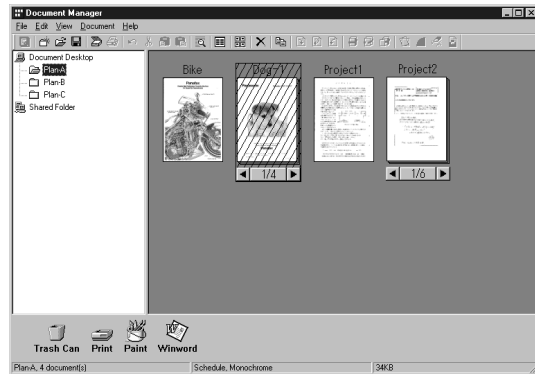 Document Manager
File Edit View Document Help
Document Desktop
Plan-A
Plan-B
Plan-C
Shared Folder
Bike
Dog-1
Project1
Project2
1/4
1/6
Trash Can Print Paint Winword
Plan-A, 4 document(s) Schedule, Monochrome 34KB